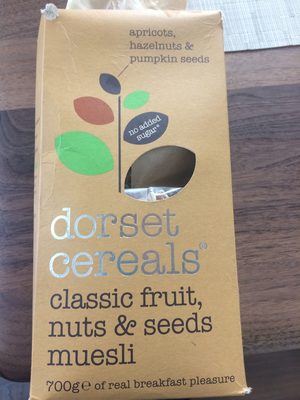 apricots,
hazelnuts &
pumpkin seeds
no added
sugar*
dorset
cereals®
classic fruit,
nuts & seeds
muesli
700g e of real breakfast pleasure